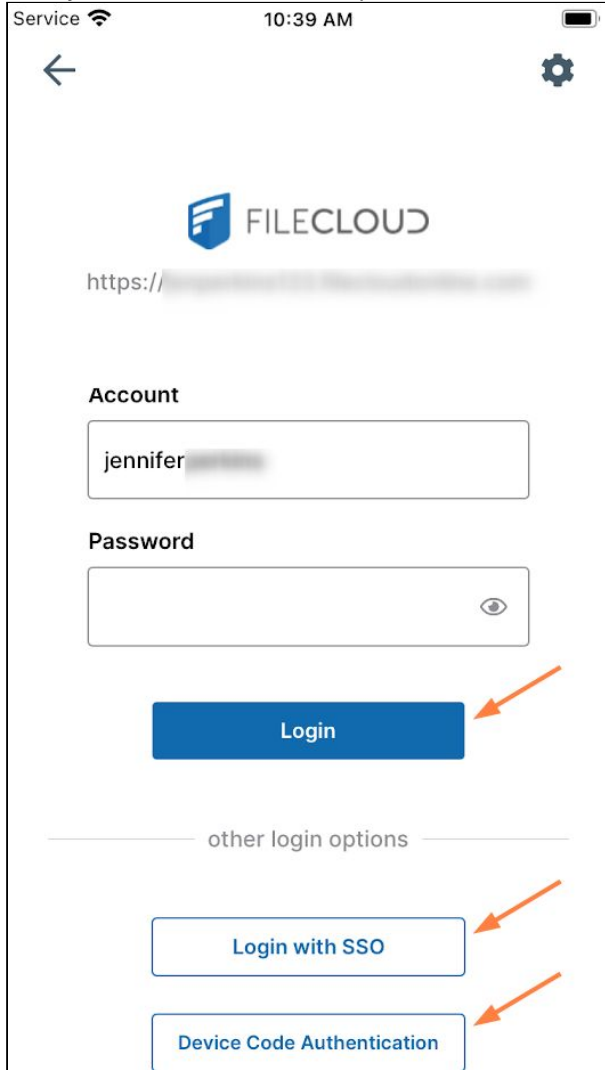 Service 10:39 AM
FILECLOUD
https://
Account
jennifer
Password
Login
other login options
Login with SSO
Device Code Authentication